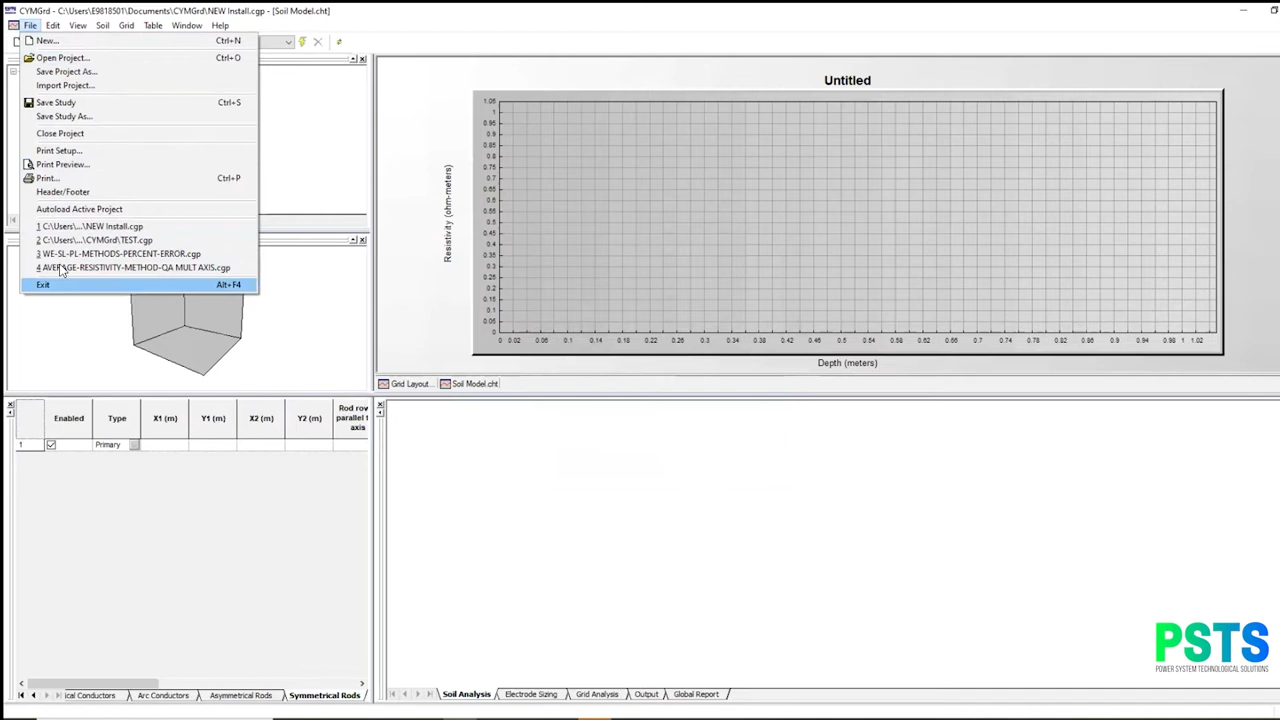 CYMGrd - C:\Users\E9818501\Documents\CYMGrd\NEW Install.cgp - [Soil Model.cht]
File Edit View Soil Grid Table Window Help
New... Ctrl+N
Open Project... Ctrl+O
Save Project As...
Import Project...
Save Study Ctrl+S
Save Study As...
Close Project
Print Setup...
Print Preview...
Print... Ctrl+P
Header/Footer
Autoload Active Project
1 C:\Users\...\NEW Install.cgp
2 C:\Users\...\CYMGrd\TEST.cgp
3 WE-SL-PL-METHODS-PERCENT-ERROR.cgp
4 AVERAGE-RESISTIVITY-METHOD-QA MULT AXIS.cgp
Exit Alt+F4
Untitled
Resistivity (ohm-meters)
1.05
1
0.95
0.9
0.85
0.8
0.75
0.7
0.65
0.6
0.55
0.5
0.45
0.4
0.35
0.3
0.25
0.2
0.15
0.1
0.05
0
0 0.02 0.06 0.1 0.14 0.18 0.22 0.26 0.3 0.34 0.38 0.42 0.46 0.5 0.54 0.58 0.62 0.66 0.7 0.74 0.78 0.82 0.86 0.9 0.94 0.98 1 1.02
Depth (meters)
Grid Layout... Soil Model.cht
Enabled Type X1 (m) Y1 (m) X2 (m) Y2 (m) Rod row
parallel t
axis
1 Primary
ical Conductors Arc Conductors Asymmetrical Rods Symmetrical Rods
Soil Analysis Electrode Sizing Grid Analysis Output Global Report
PSTS
POWER SYSTEM TECHNOLOGICAL SOLUTIONS